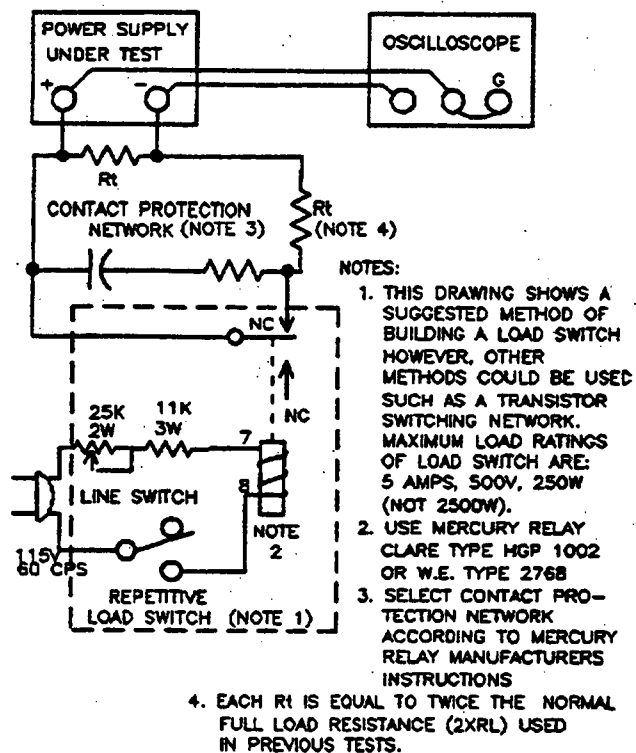 POWER SUPPLY
UNDER TEST
OSCILLOSCOPE
+
-
G
Rt
CONTACT PROTECTION
NETWORK (NOTE 3)
Rt
(NOTE 4)
NC
NC
25K
2W
11K
3W
7
8
LINE SWITCH
NOTE
2
115V
60 CPS
REPETITIVE
LOAD SWITCH (NOTE 1)
NOTES:
1. THIS DRAWING SHOWS A
SUGGESTED METHOD OF
BUILDING A LOAD SWITCH
HOWEVER, OTHER
METHODS COULD BE USED
SUCH AS A TRANSISTOR
SWITCHING NETWORK.
MAXIMUM LOAD RATINGS
OF LOAD SWITCH ARE:
5 AMPS, 500V, 250W
(NOT 2500W).
2. USE MERCURY RELAY
CLARE TYPE HGP 1002
OR W.E. TYPE 2768
3. SELECT CONTACT PRO-
TECTION NETWORK
ACCORDING TO MERCURY
RELAY MANUFACTURERS
INSTRUCTIONS
4. EACH Rt IS EQUAL TO TWICE THE NORMAL
FULL LOAD RESISTANCE (2XRL) USED
IN PREVIOUS TESTS.